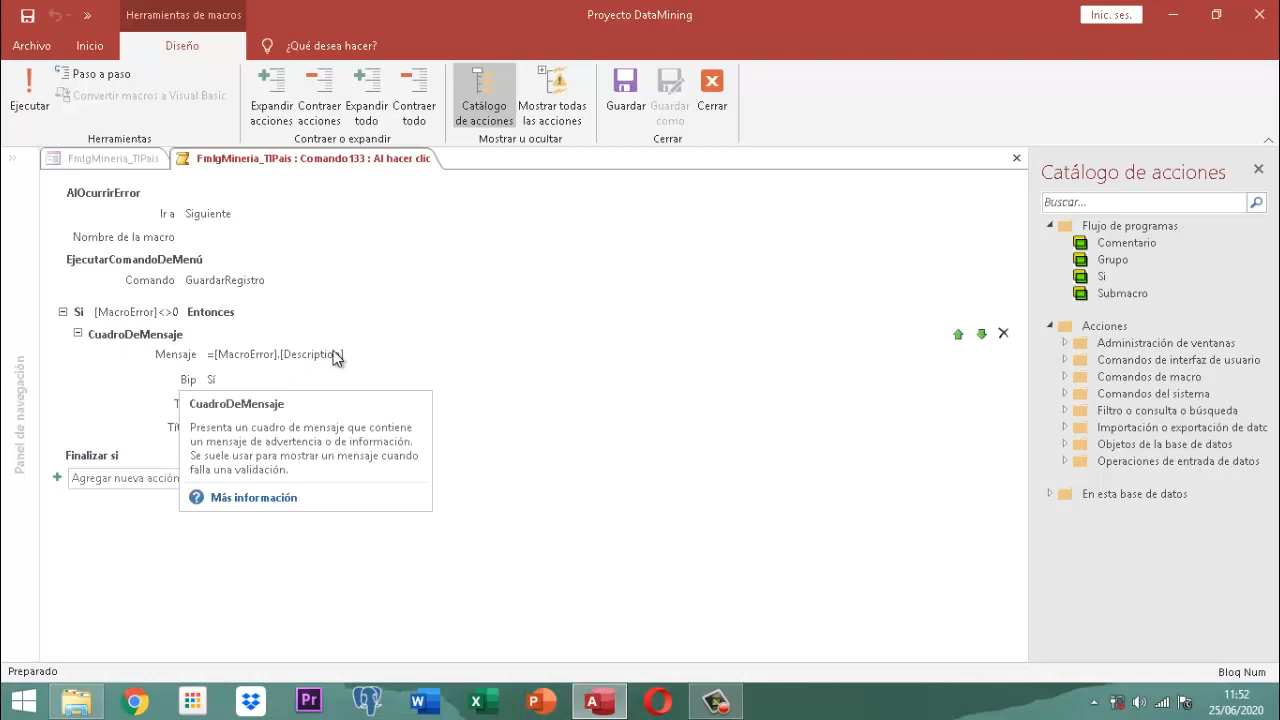 Herramientas de macros
Proyecto DataMining
Inic. ses.
Archivo
Inicio
Diseño
¿Qué desea hacer?
Ejecutar
Paso a paso
Convertir macros a Visual Basic
Herramientas
Expandir acciones
Contraer acciones
Expandir todo
Contraer todo
Contraer o expandir
Catálogo de acciones
Mostrar todas las acciones
Mostrar u ocultar
Guardar
Guardar como
Cerrar
Cerrar
FmIgMineria_TIPais
FmIgMineria_TIPais : Comando133 : Al hacer clic
Panel de navegación
AlOcurrirError
Ir a Siguiente
Nombre de la macro
EjecutarComandoDeMenú
Comando GuardarRegistro
Si [MacroError]<>0 Entonces
CuadroDeMensaje
Mensaje =[MacroError].[Description]
Bip Sí
Finalizar si
Agregar nueva acción
CuadroDeMensaje
Presenta un cuadro de mensaje que contiene
un mensaje de advertencia o de información.
Se suele usar para mostrar un mensaje cuando
falla una validación.
Más información
Catálogo de acciones
Buscar...
Flujo de programas
Comentario
Grupo
Si
Submacro
Acciones
Administración de ventanas
Comandos de interfaz de usuario
Comandos de macro
Comandos del sistema
Filtro o consulta o búsqueda
Importación o exportación de datc
Objetos de la base de datos
Operaciones de entrada de datos
En esta base de datos
Preparado
Bloq Num
Pr
11:52
25/06/2020